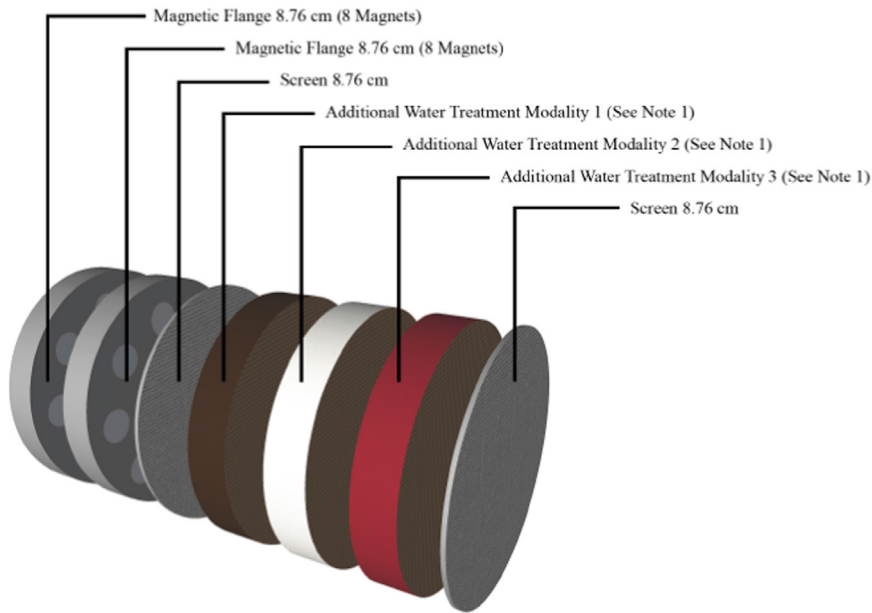 Magnetic Flange 8.76 cm (8 Magnets)
Magnetic Flange 8.76 cm (8 Magnets)
Screen 8.76 cm
Additional Water Treatment Modality 1 (See Note 1)
Additional Water Treatment Modality 2 (See Note 1)
Additional Water Treatment Modality 3 (See Note 1)
Screen 8.76 cm